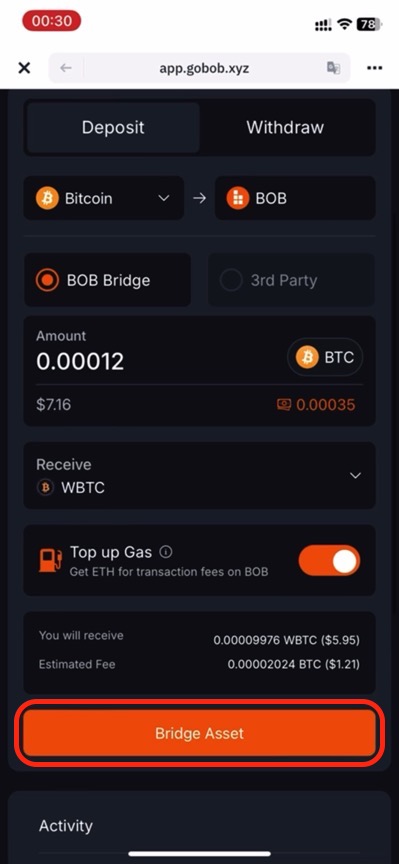 00:30
78
app.gobob.xyz
Deposit
Withdraw
Bitcoin
BOB
BOB Bridge
3rd Party
Amount
0.00012
BTC
$7.16
0.00035
Receive
WBTC
Top up Gas
Get ETH for transaction fees on BOB
You will receive
0.00009976 WBTC ($5.95)
Estimated Fee
0.00002024 BTC ($1.21)
Bridge Asset
Activity